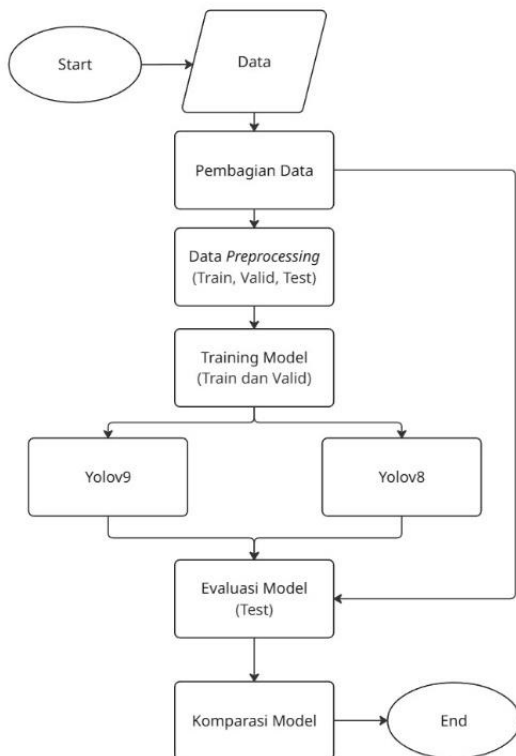 Start
Data
Pembagian Data
Data Preprocessing
(Train, Valid, Test)
Training Model
(Train dan Valid)
Yolov9
Yolov8
Evaluasi Model
(Test)
Komparasi Model
End